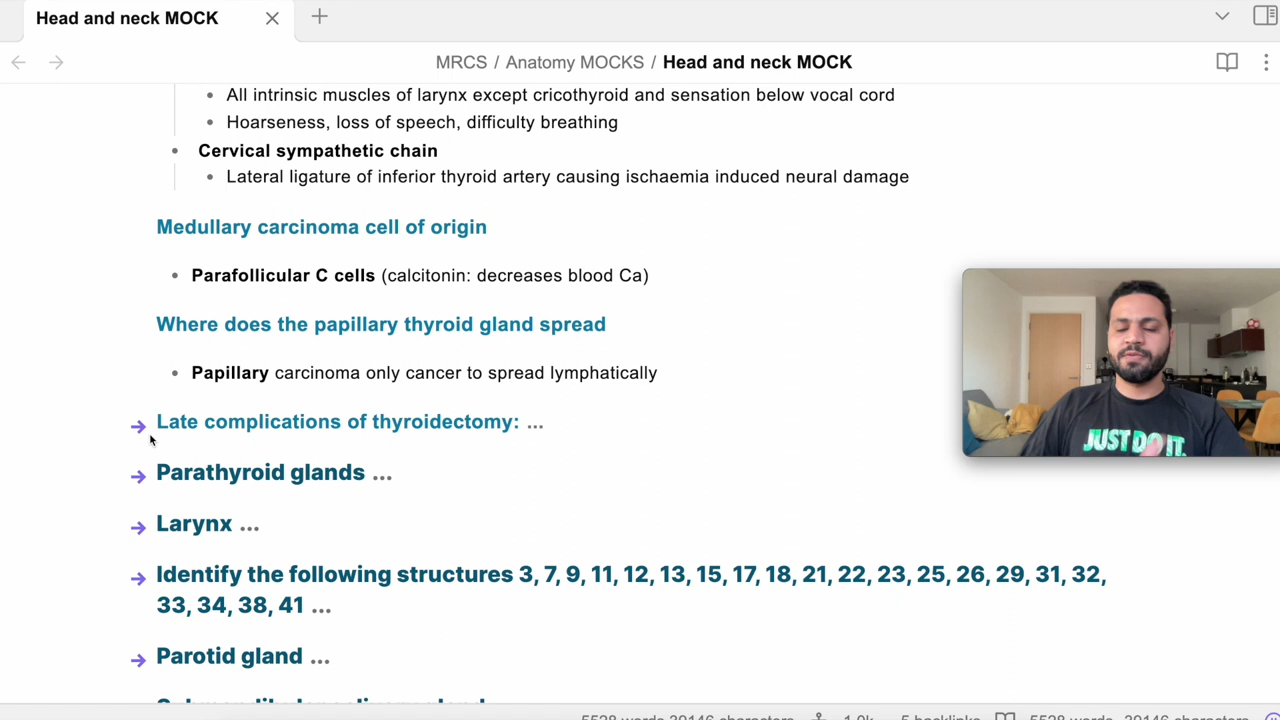 Head and neck MOCK
MRCS / Anatomy MOCKS / Head and neck MOCK
All intrinsic muscles of larynx except cricothyroid and sensation below vocal cord
Hoarseness, loss of speech, difficulty breathing
Cervical sympathetic chain
Lateral ligature of inferior thyroid artery causing ischaemia induced neural damage
Medullary carcinoma cell of origin
Parafollicular C cells (calcitonin: decreases blood Ca)
Where does the papillary thyroid gland spread
Papillary carcinoma only cancer to spread lymphatically
Late complications of thyroidectomy: ...
Parathyroid glands ...
Larynx ...
Identify the following structures 3, 7, 9, 11, 12, 13, 15, 17, 18, 21, 22, 23, 25, 26, 29, 31, 32,
33, 34, 38, 41 ...
Parotid gland ...
JUST DO IT.